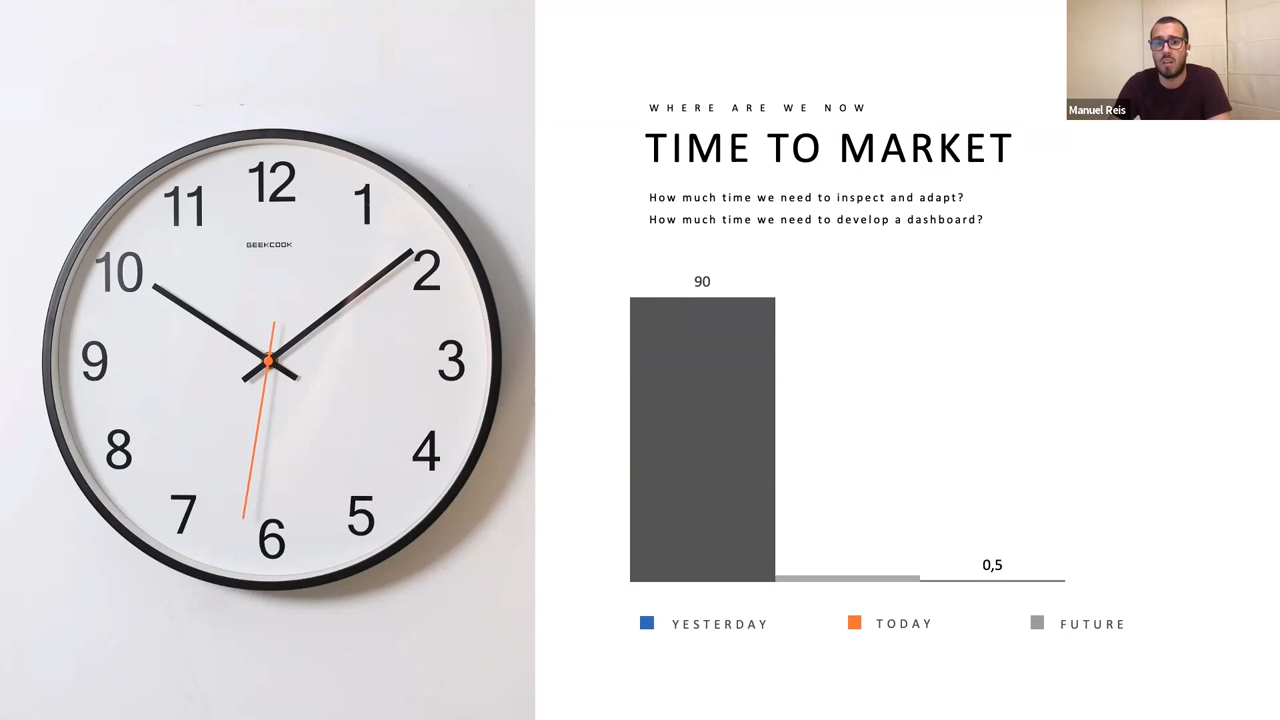 12
11
1
GEEKCOOK
10
2
9
3
8
4
7
5
6
WHERE ARE WE NOW
TIME TO MARKET
How much time we need to inspect and adapt?
How much time we need to develop a dashboard?
90
0,5
YESTERDAY
TODAY
FUTURE
Manuel Reis